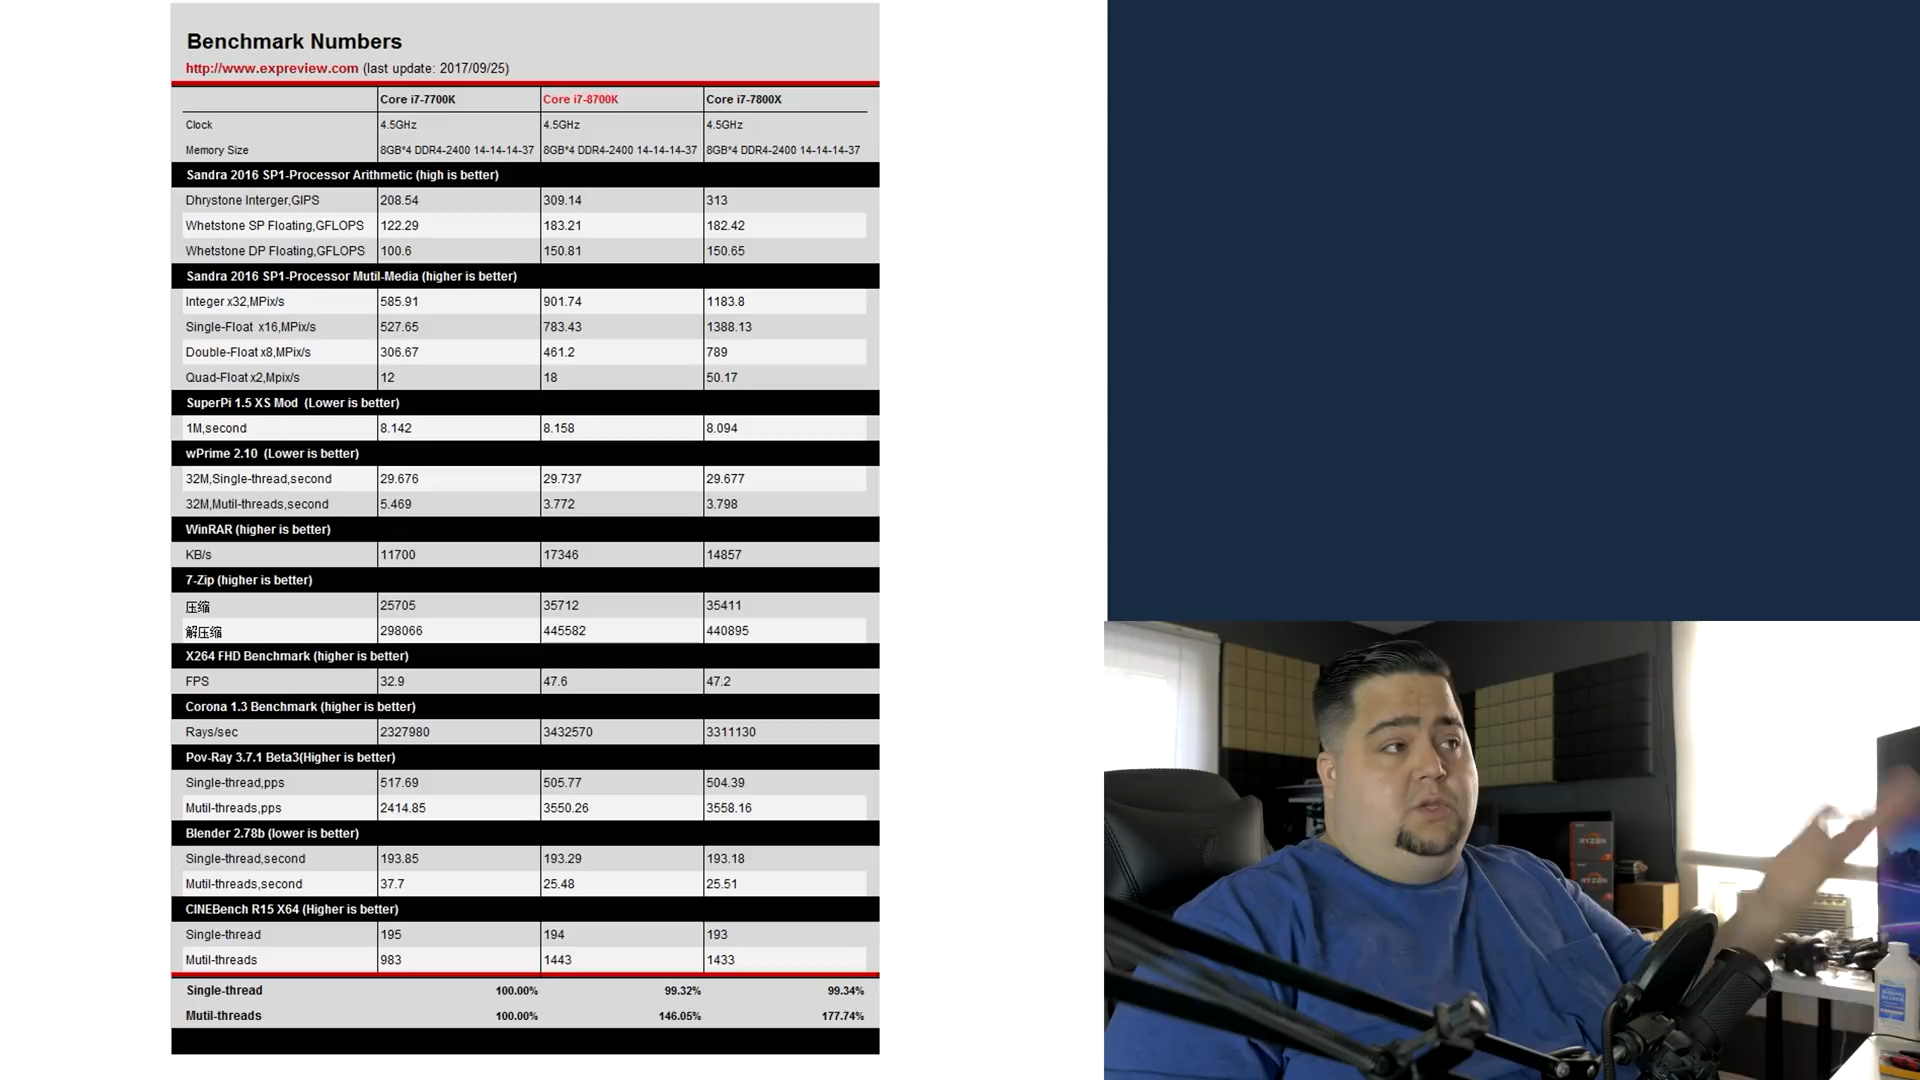 Benchmark Numbers
http://www.expreview.com (last update: 2017/09/25)
Core i7-7700K Core i7-8700K Core i7-7800X
Clock 4.5GHz 4.5GHz 4.5GHz
Memory Size 8GB*4 DDR4-2400 14-14-14-37 8GB*4 DDR4-2400 14-14-14-37 8GB*4 DDR4-2400 14-14-14-37
Sandra 2016 SP1-Processor Arithmetic (high is better)
Dhrystone Interger,GIPS 208.54 309.14 313
Whetstone SP Floating,GFLOPS 122.29 183.21 182.42
Whetstone DP Floating,GFLOPS 100.6 150.81 150.65
Sandra 2016 SP1-Processor Mutil-Media (higher is better)
Integer x32,MPix/s 585.91 901.74 1183.8
Single-Float x16,MPix/s 527.65 783.43 1388.13
Double-Float x8,MPix/s 306.67 461.2 789
Quad-Float x2,Mpix/s 12 18 50.17
SuperPi 1.5 XS Mod (Lower is better)
1M,second 8.142 8.158 8.094
wPrime 2.10 (Lower is better)
32M,Single-thread,second 29.676 29.737 29.677
32M,Mutil-threads,second 5.469 3.772 3.798
WinRAR (higher is better)
KB/s 11700 17346 14857
7-Zip (higher is better)
压缩 25705 35712 35411
解压缩 298066 445582 440895
X264 FHD Benchmark (higher is better)
FPS 32.9 47.6 47.2
Corona 1.3 Benchmark (higher is better)
Rays/sec 2327980 3432570 3311130
Pov-Ray 3.7.1 Beta3(Higher is better)
Single-thread,pps 517.69 505.77 504.39
Mutil-threads,pps 2414.85 3550.26 3558.16
Blender 2.78b (lower is better)
Single-thread,second 193.85 193.29 193.18
Mutil-threads,second 37.7 25.48 25.51
CINEBench R15 X64 (Higher is better)
Single-thread 195 194 193
Mutil-threads 983 1443 1433
Single-thread 100.00% 99.32% 99.34%
Mutil-threads 100.00% 146.05% 177.74%
RYZEN
RYZEN